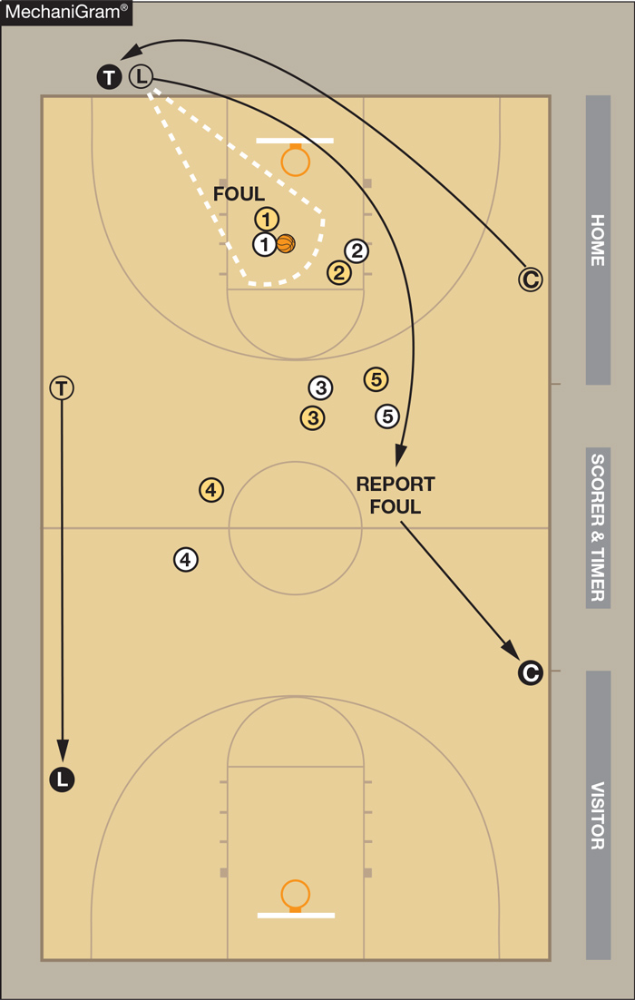 MechaniGram®
T L
FOUL
1
1
2
2
C
HOME
T
3
5
3
5
REPORT
FOUL
4
SCORER & TIMER
4
C
L
VISITOR